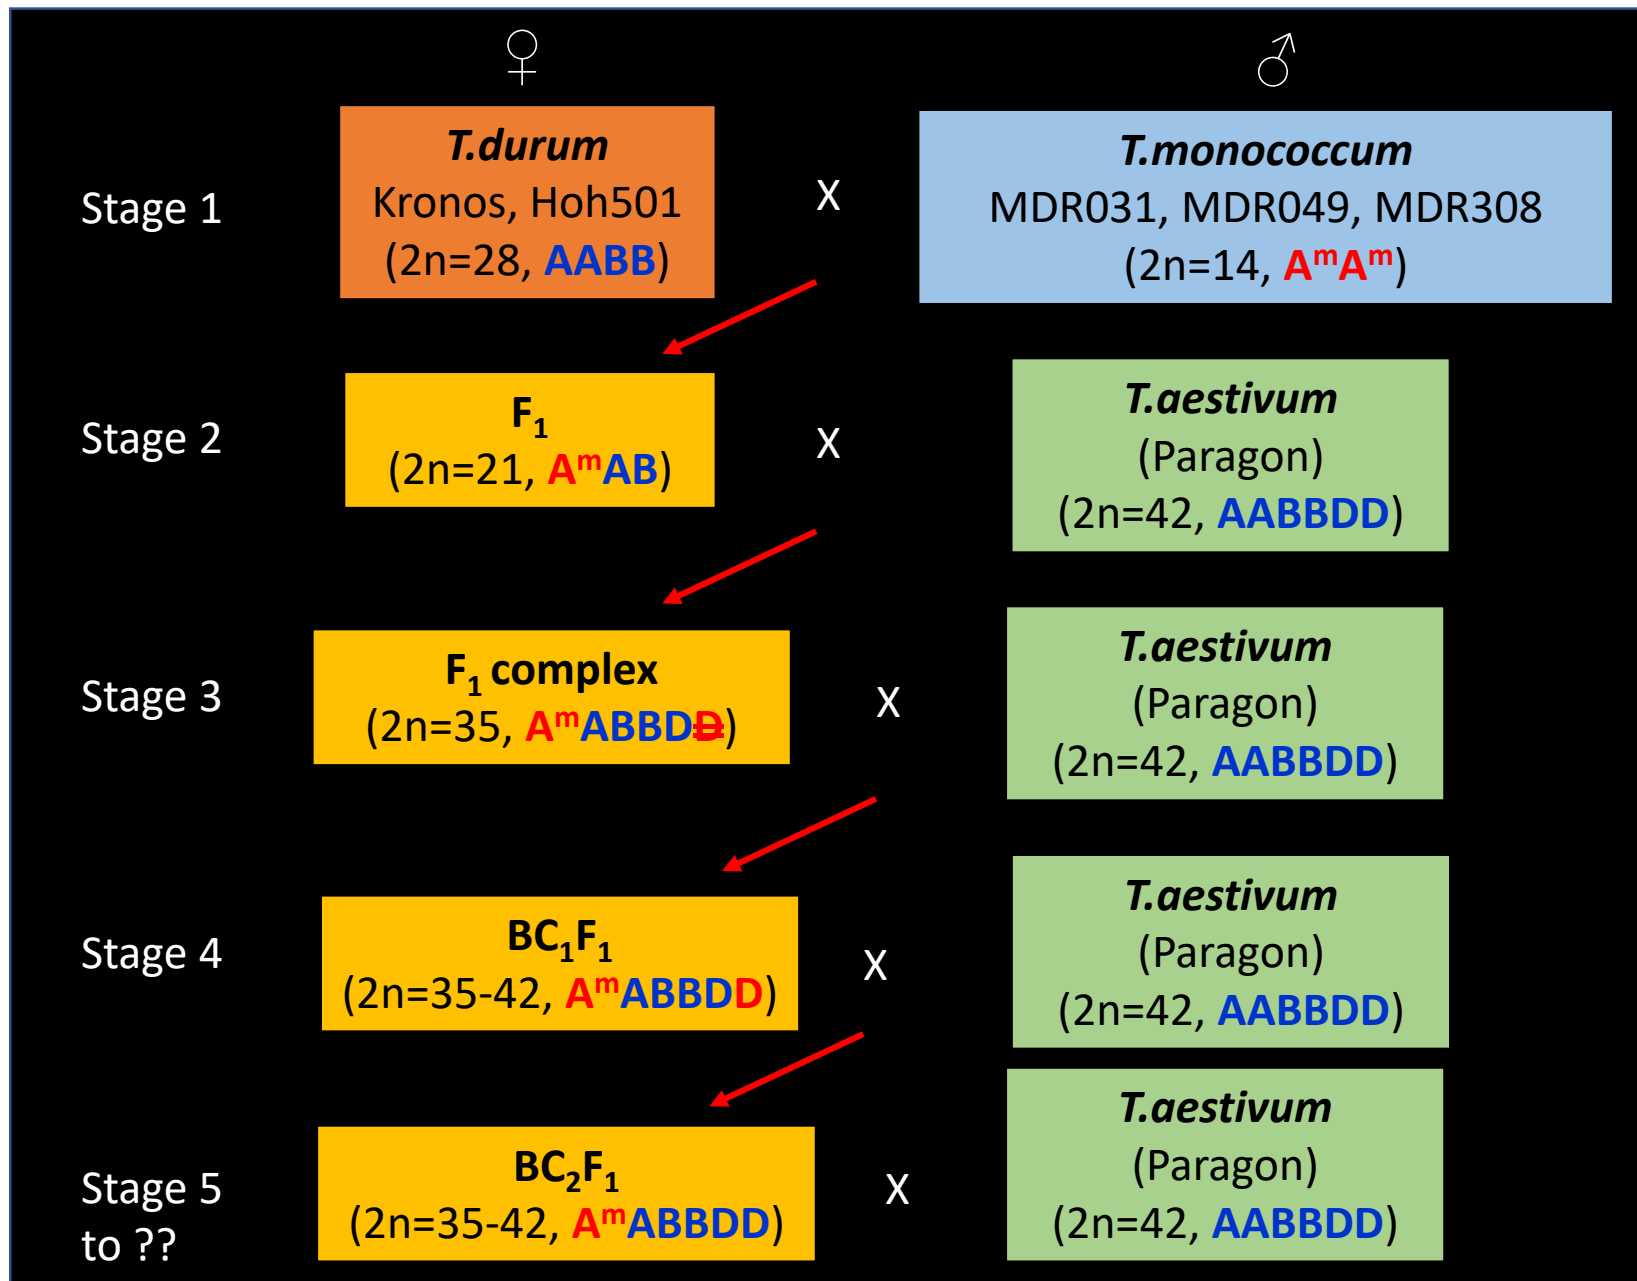 ♀ ♂
Stage 1
T.durum
Kronos, Hoh501
(2n=28, AABB)
X
T.monococcum
MDR031, MDR049, MDR308
(2n=14, AᵐAᵐ)
Stage 2
F₁
(2n=21, AᵐAB)
X
T.aestivum
(Paragon)
(2n=42, AABBDD)
Stage 3
F₁ complex
(2n=35, AᵐABBDD)
X
T.aestivum
(Paragon)
(2n=42, AABBDD)
Stage 4
BC₁F₁
(2n=35-42, AᵐABBDD)
X
T.aestivum
(Paragon)
(2n=42, AABBDD)
Stage 5
to ??
BC₂F₁
(2n=35-42, AᵐABBDD)
X
T.aestivum
(Paragon)
(2n=42, AABBDD)